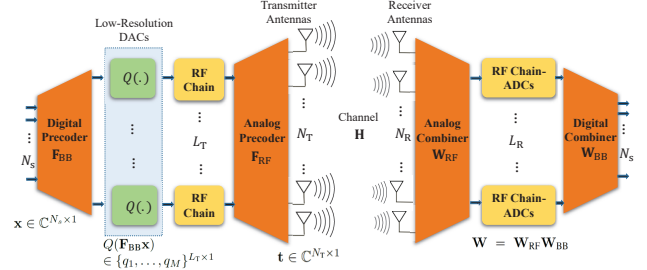 Low-Resolution
DACs
Transmitter
Antennas
Receiver
Antennas
Q(.)
RF
Chain
RF Chain-
ADCs
⋮
N_s
Digital
Precoder
F_BB
⋮
⋮
L_T
⋮
Analog
Precoder
F_RF
⋮
N_T
⋮
Channel
H
⋮
N_R
⋮
Analog
Combiner
W_RF
⋮
L_R
⋮
Digital
Combiner
W_BB
⋮
N_s
Q(.)
RF
Chain
RF Chain-
ADCs
x ∈ ℂ^{N_s×1}
Q(F_BB x)
∈ {q_1, . . . , q_M}^{L_T×1}
t ∈ ℂ^{N_T×1}
W = W_RF W_BB